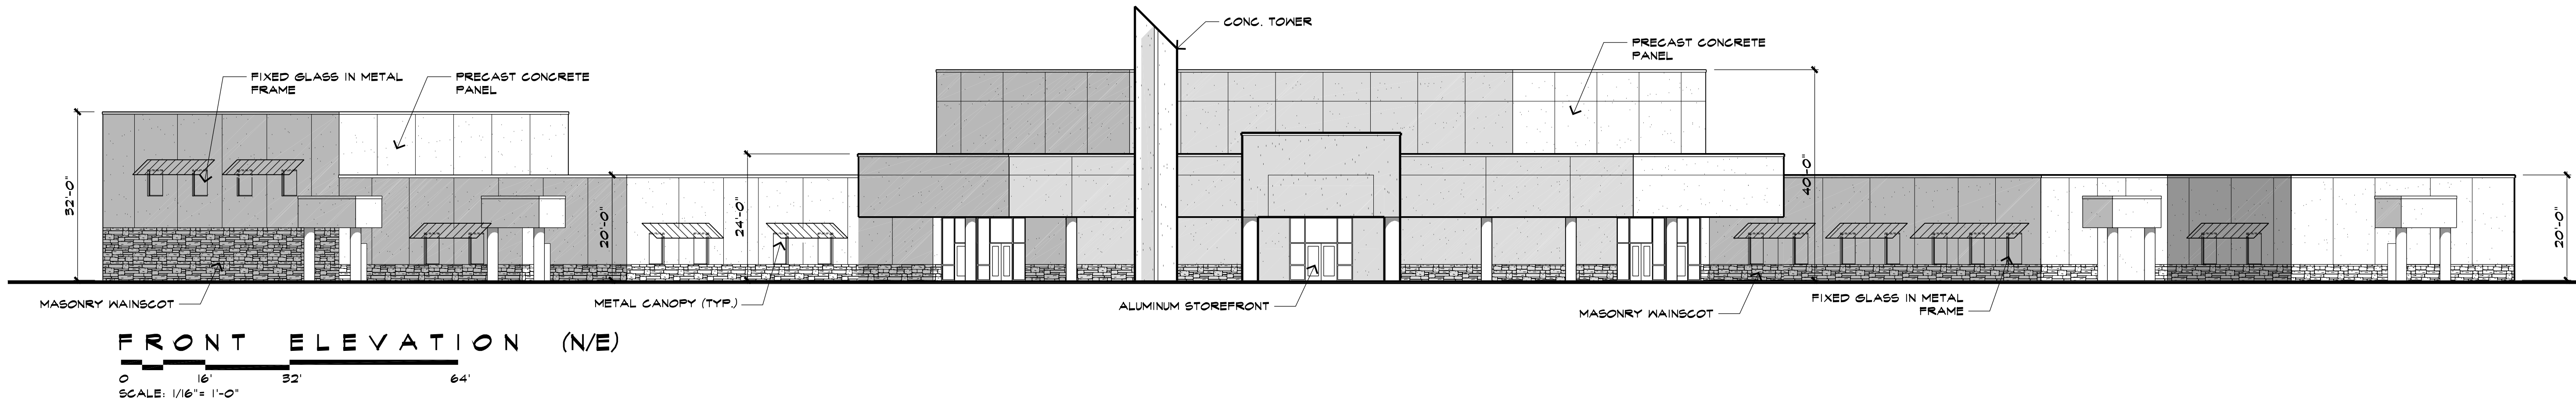 CONC. TOWER
PRECAST CONCRETE
PANEL
FIXED GLASS IN METAL
FRAME
PRECAST CONCRETE
PANEL
32'-0"
20'-0"
24'-0"
40'-0"
20'-0"
MASONRY WAINSCOT
METAL CANOPY (TYP.)
ALUMINUM STOREFRONT
MASONRY WAINSCOT
FIXED GLASS IN METAL
FRAME
FRONT ELEVATION (N/E)
0 16' 32' 64'
SCALE: 1/16"= 1'-0"